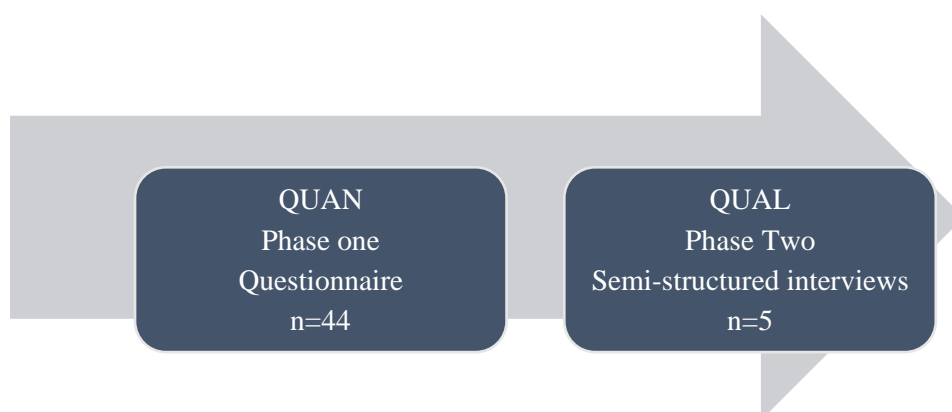 QUAN
Phase one
Questionnaire
n=44
QUAL
Phase Two
Semi-structured interviews
n=5